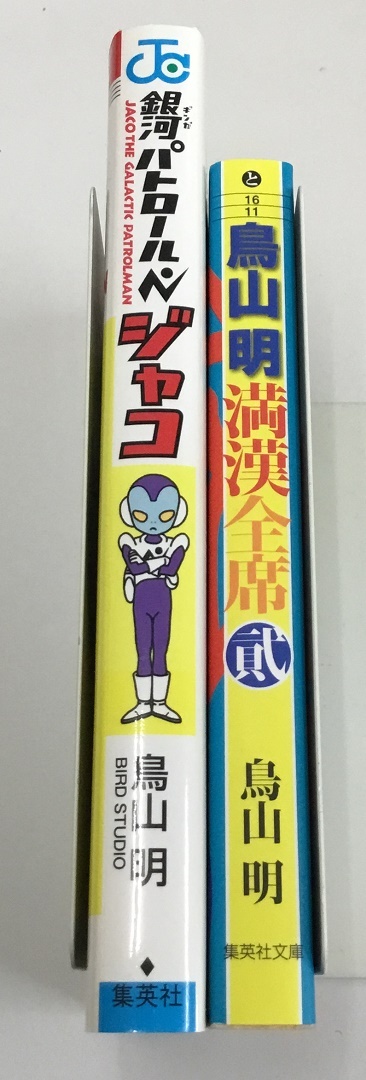 JC
銀河パトロールマン
ギンガ
ジャコ
JACO THE GALACTIC PATROLMAN
鳥山 明
BIRD STUDIO
◆
集英社
と
16
11
鳥山明
満漢全席
貳
鳥山明
集英社文庫